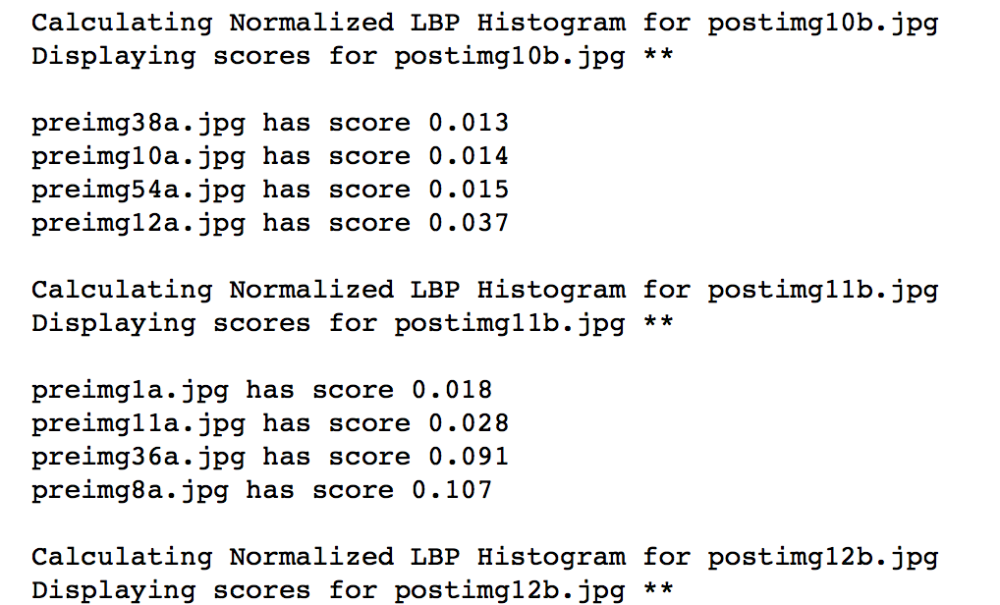 Calculating Normalized LBP Histogram for postimg10b.jpg
Displaying scores for postimg10b.jpg **
preimg38a.jpg has score 0.013
preimg10a.jpg has score 0.014
preimg54a.jpg has score 0.015
preimg12a.jpg has score 0.037
Calculating Normalized LBP Histogram for postimg11b.jpg
Displaying scores for postimg11b.jpg **
preimg1a.jpg has score 0.018
preimg11a.jpg has score 0.028
preimg36a.jpg has score 0.091
preimg8a.jpg has score 0.107
Calculating Normalized LBP Histogram for postimg12b.jpg
Displaying scores for postimg12b.jpg **